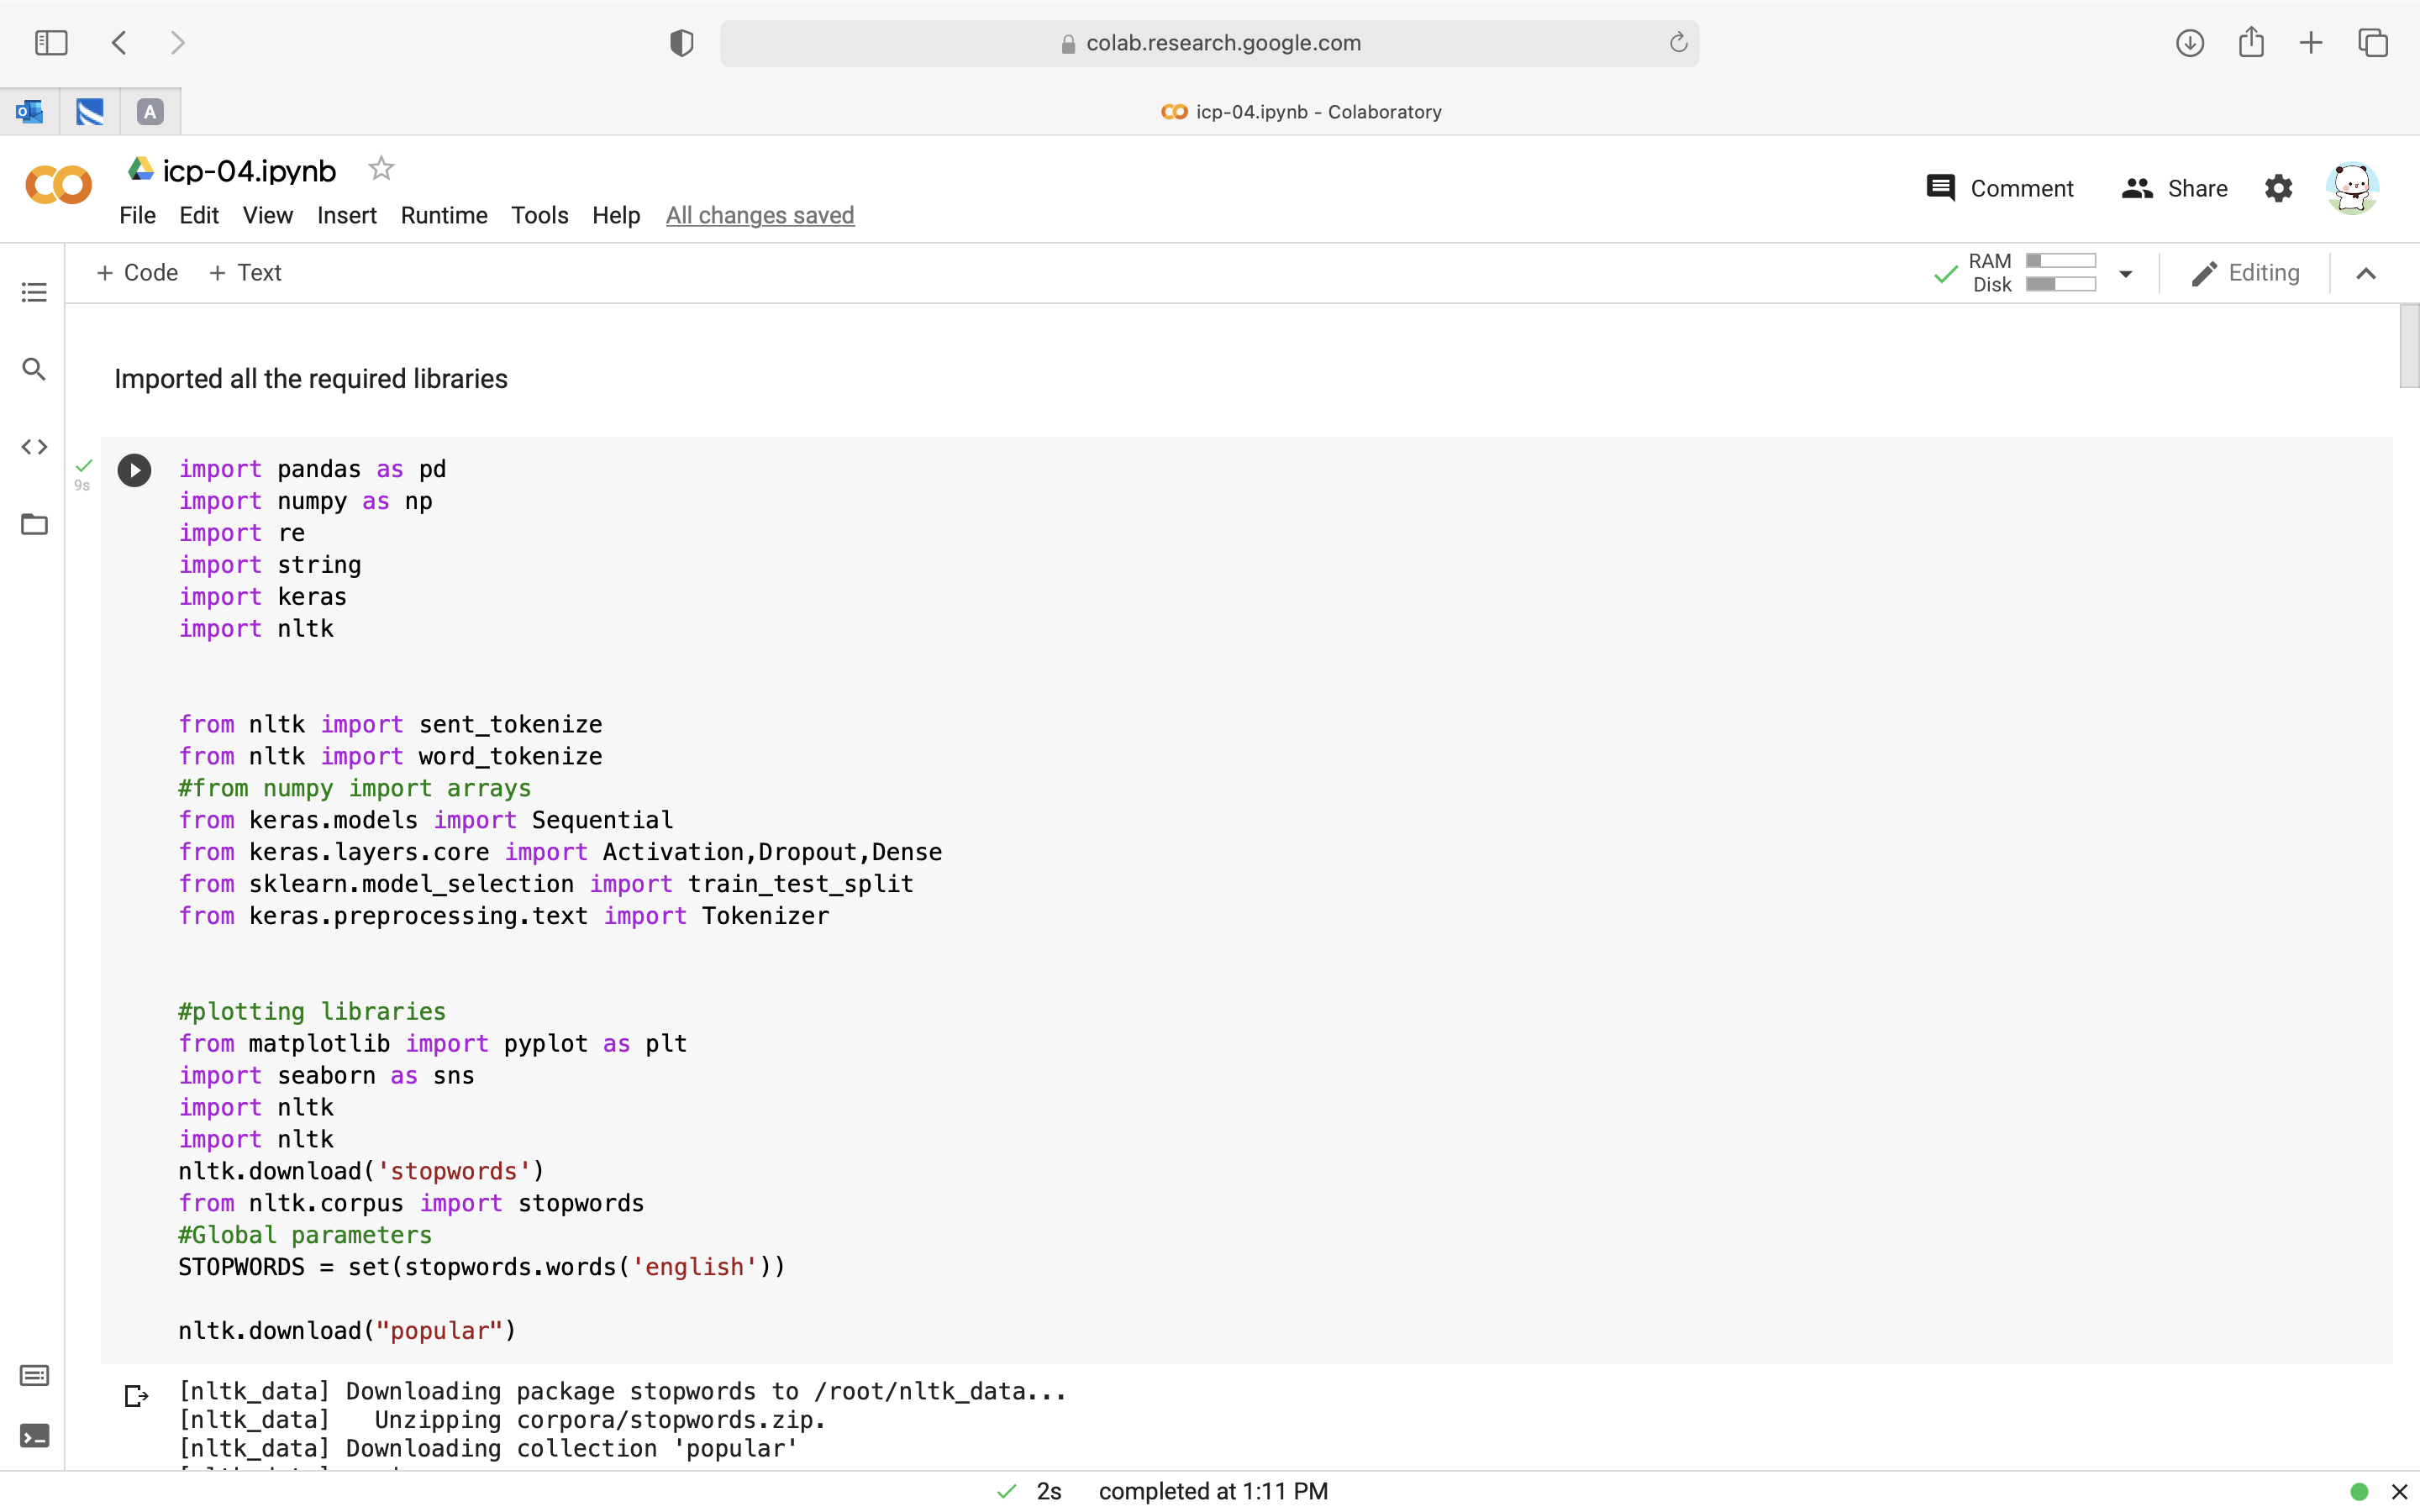 colab.research.google.com
A
icp-04.ipynb - Colaboratory
icp-04.ipynb
Comment
Share
File Edit View Insert Runtime Tools Help All changes saved
+ Code + Text
RAM
Disk
Editing
Imported all the required libraries
9s
import pandas as pd
import numpy as np
import re
import string
import keras
import nltk
from nltk import sent_tokenize
from nltk import word_tokenize
#from numpy import arrays
from keras.models import Sequential
from keras.layers.core import Activation,Dropout,Dense
from sklearn.model_selection import train_test_split
from keras.preprocessing.text import Tokenizer
#plotting libraries
from matplotlib import pyplot as plt
import seaborn as sns
import nltk
import nltk
nltk.download('stopwords')
from nltk.corpus import stopwords
#Global parameters
STOPWORDS = set(stopwords.words('english'))
nltk.download("popular")
[nltk_data] Downloading package stopwords to /root/nltk_data...
[nltk_data]   Unzipping corpora/stopwords.zip.
[nltk_data] Downloading collection 'popular'
2s completed at 1:11 PM